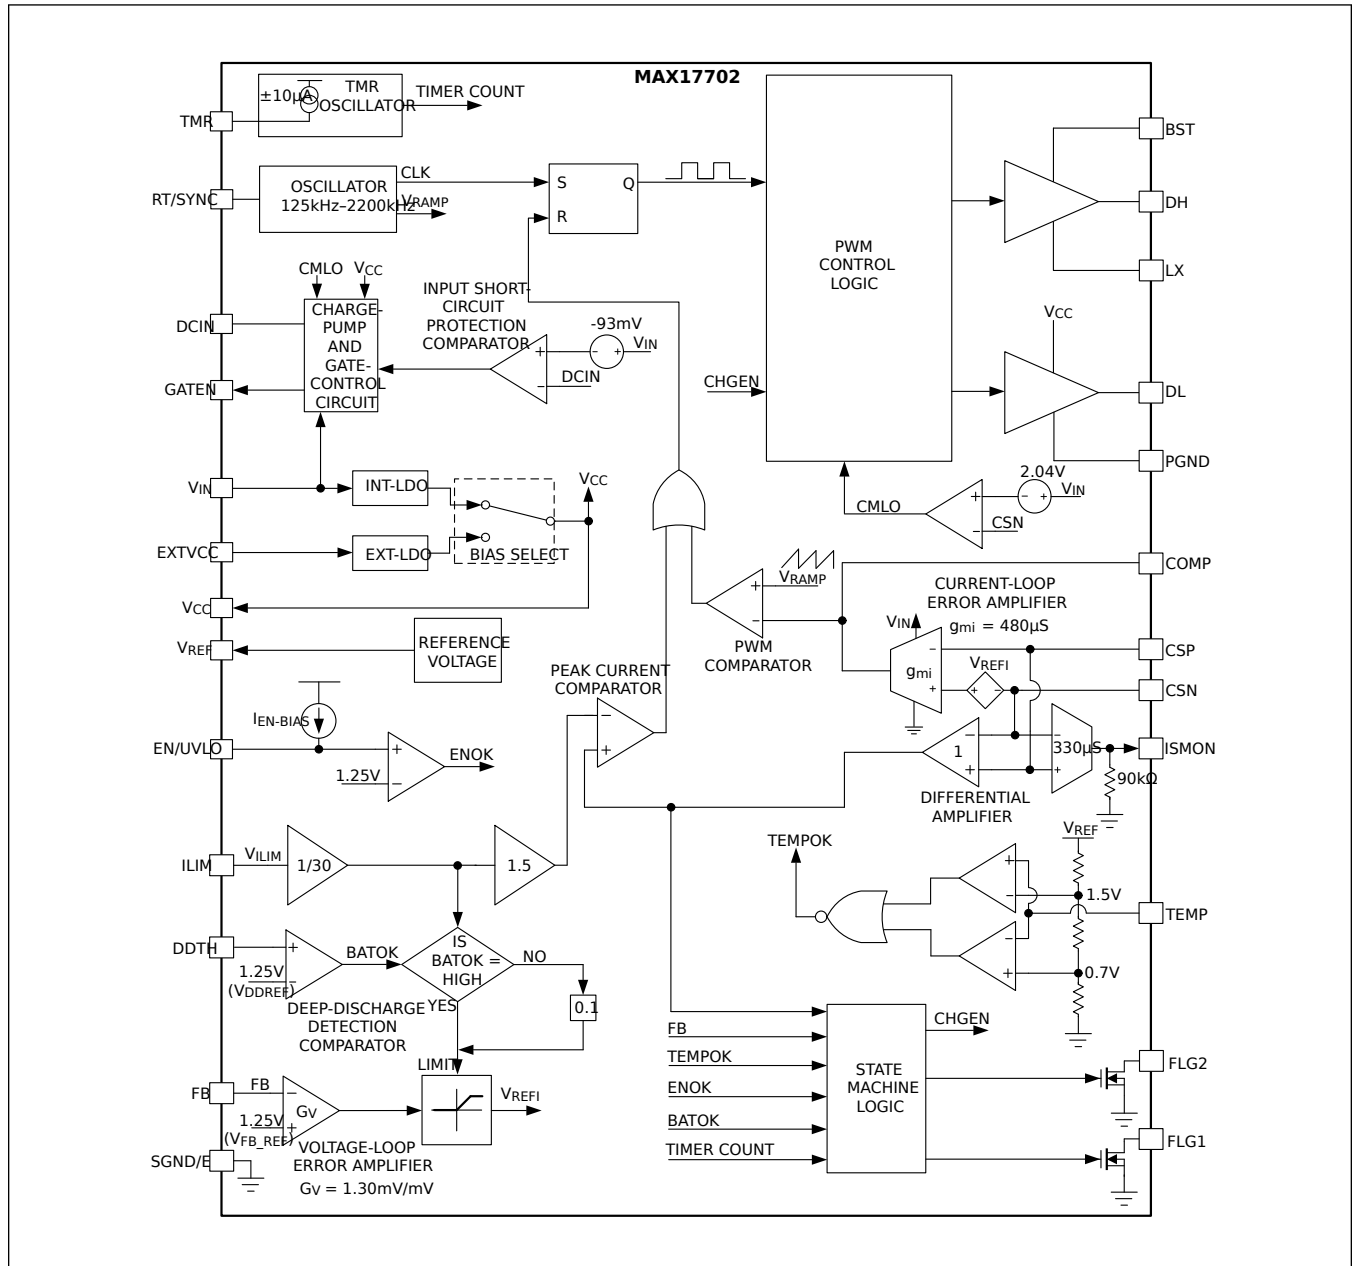 MAX17702
TMR
±10μA
TMR
OSCILLATOR
TIMER COUNT
RT/SYNC
OSCILLATOR
125kHz–2200kHz
CLK
VRAMP
S
R
Q
PWM
CONTROL
LOGIC
BST
DH
LX
CMLO
VCC
CHARGE-
PUMP
AND
GATE-
CONTROL
CIRCUIT
DCIN
GATEN
INPUT SHORT-
CIRCUIT
PROTECTION
COMPARATOR
+
−
-93mV
−
+
VIN
DCIN
CHGEN
VCC
DL
PGND
VIN
INT-LDO
EXTVCC
EXT-LDO
BIAS SELECT
VCC
VCC
VREF
REFERENCE
VOLTAGE
CMLO
+
−
2.04V
−
+
VIN
CSN
COMP
VRAMP
+
−
PWM
COMPARATOR
CURRENT-LOOP
ERROR AMPLIFIER
gmi = 480μS
VIN
gmi
−
+
VREFI
+
−
CSP
CSN
PEAK CURRENT
COMPARATOR
−
+
IEN-BIAS
EN/UVLO
1.25V
+
−
ENOK
1
−
+
DIFFERENTIAL
AMPLIFIER
330μS
−
+
ISMON
90kΩ
ILIM
VILIM
1/30
1.5
DDTH
1.25V
(VDDREF)
+
−
BATOK
DEEP-DISCHARGE
DETECTION
COMPARATOR
IS
BATOK =
HIGH
NO
YES
0.1
LIMIT
FB
FB
1.25V
(VFB_REF)
−
+
GV
VOLTAGE-LOOP
ERROR AMPLIFIER
GV = 1.30mV/mV
VREFI
SGND/E
TEMPOK
+
−
−
+
VREF
1.5V
0.7V
TEMP
FB
TEMPOK
ENOK
BATOK
TIMER COUNT
STATE
MACHINE
LOGIC
CHGEN
FLG2
FLG1